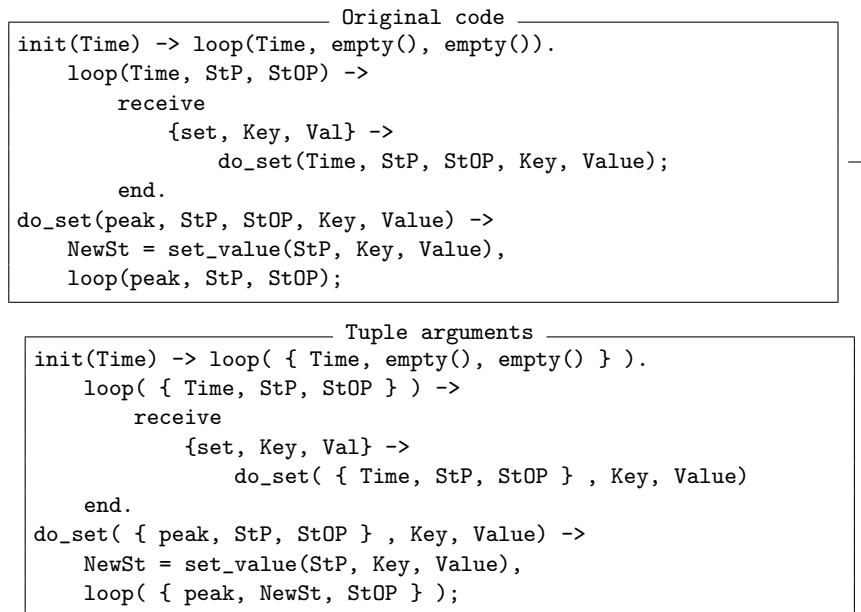 Original code
init(Time) -> loop(Time, empty(), empty()).
    loop(Time, StP, StOP) ->
        receive
            {set, Key, Val} ->
                do_set(Time, StP, StOP, Key, Value);
        end.
do_set(peak, StP, StOP, Key, Value) ->
    NewSt = set_value(StP, Key, Value),
    loop(peak, StP, StOP);
Tuple arguments
init(Time) -> loop( { Time, empty(), empty() } ).
    loop( { Time, StP, StOP } ) ->
        receive
            {set, Key, Val} ->
                do_set( { Time, StP, StOP } , Key, Value)
    end.
do_set( { peak, StP, StOP } , Key, Value) ->
    NewSt = set_value(StP, Key, Value),
    loop( { peak, NewSt, StOP } );